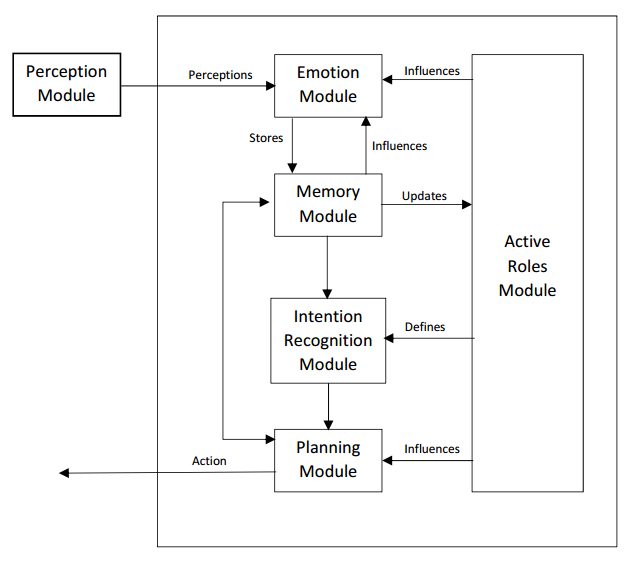 Perception
Module
Perceptions
Emotion
Module
Influences
Stores
Influences
Memory
Module
Updates
Active
Roles
Module
Intention
Recognition
Module
Defines
Planning
Module
Influences
Action